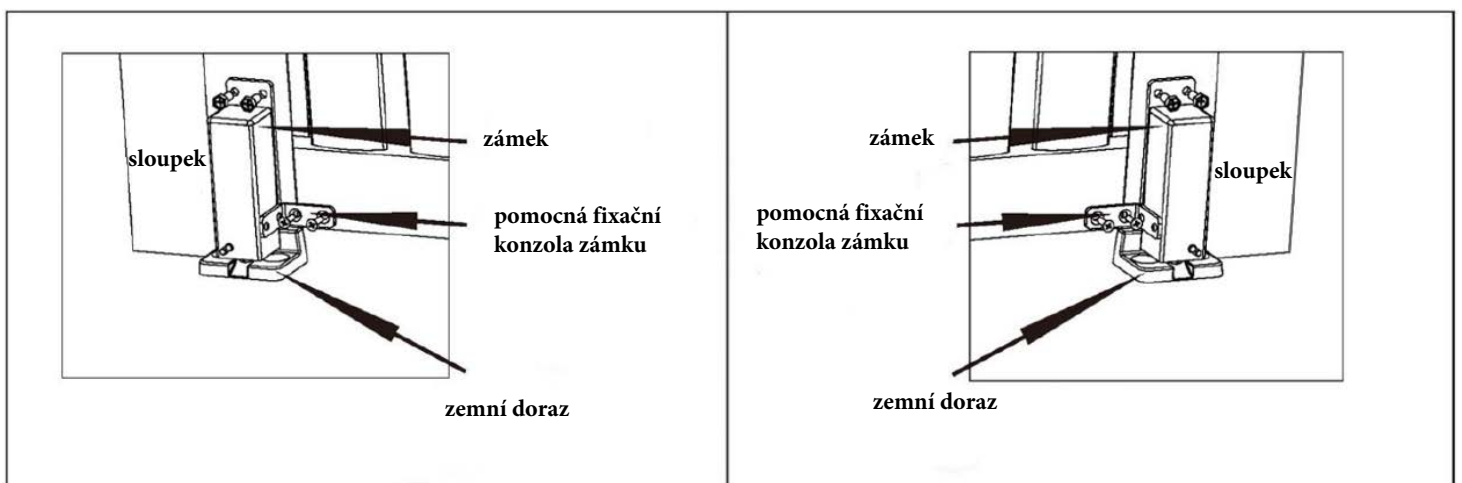 sloupek
zámek
pomocná fixační
konzola zámku
zemní doraz
zámek
sloupek
pomocná fixační
konzola zámku
zemní doraz